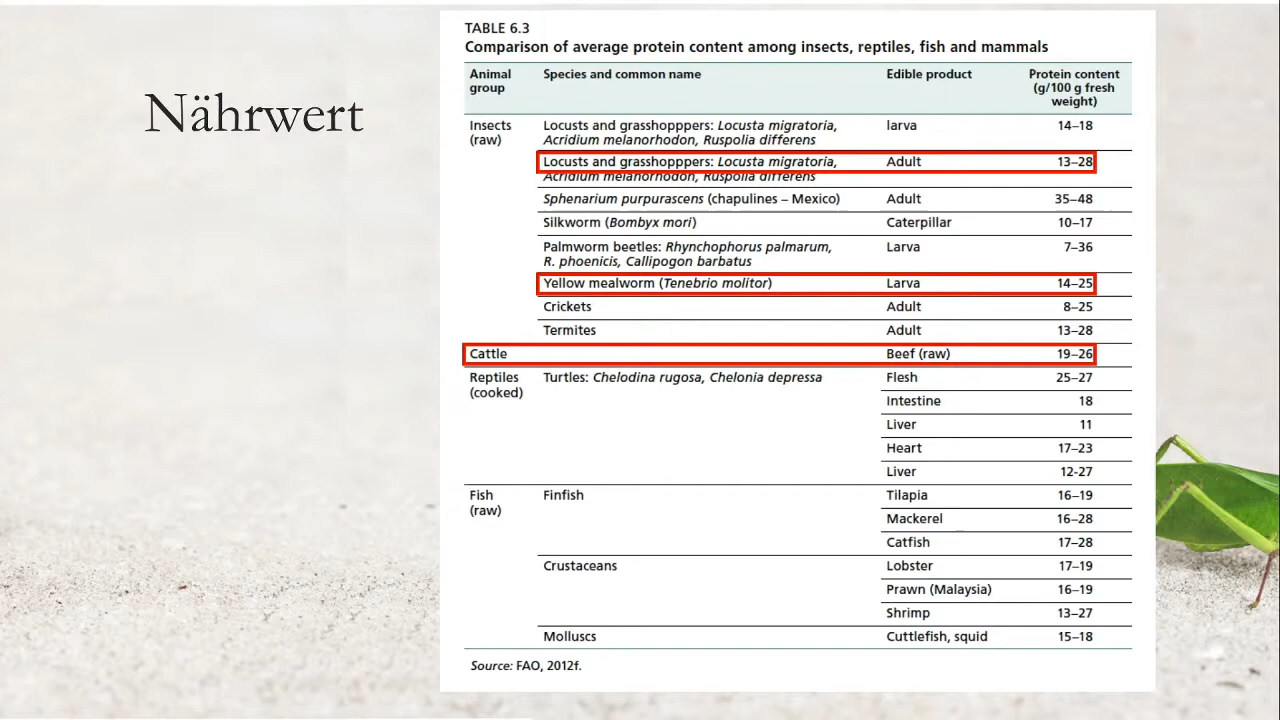 Nährwert
TABLE 6.3
Comparison of average protein content among insects, reptiles, fish and mammals
Animal group Species and common name Edible product Protein content (g/100 g fresh weight)
Insects (raw) Locusts and grasshopppers: Locusta migratoria, larva 14–18
Acridium melanorhodon, Ruspolia differens
Locusts and grasshopppers: Locusta migratoria, Adult 13–28
Acridium melanorhodon, Ruspolia differens
Sphenarium purpurascens (chapulines – Mexico) Adult 35–48
Silkworm (Bombyx mori) Caterpillar 10–17
Palmworm beetles: Rhynchophorus palmarum, Larva 7–36
R. phoenicis, Callipogon barbatus
Yellow mealworm (Tenebrio molitor) Larva 14–25
Crickets Adult 8–25
Termites Adult 13–28
Cattle Beef (raw) 19–26
Reptiles (cooked) Turtles: Chelodina rugosa, Chelonia depressa Flesh 25–27
Intestine 18
Liver 11
Heart 17–23
Liver 12-27
Fish (raw) Finfish Tilapia 16–19
Mackerel 16–28
Catfish 17–28
Crustaceans Lobster 17–19
Prawn (Malaysia) 16–19
Shrimp 13–27
Molluscs Cuttlefish, squid 15–18
Source: FAO, 2012f.